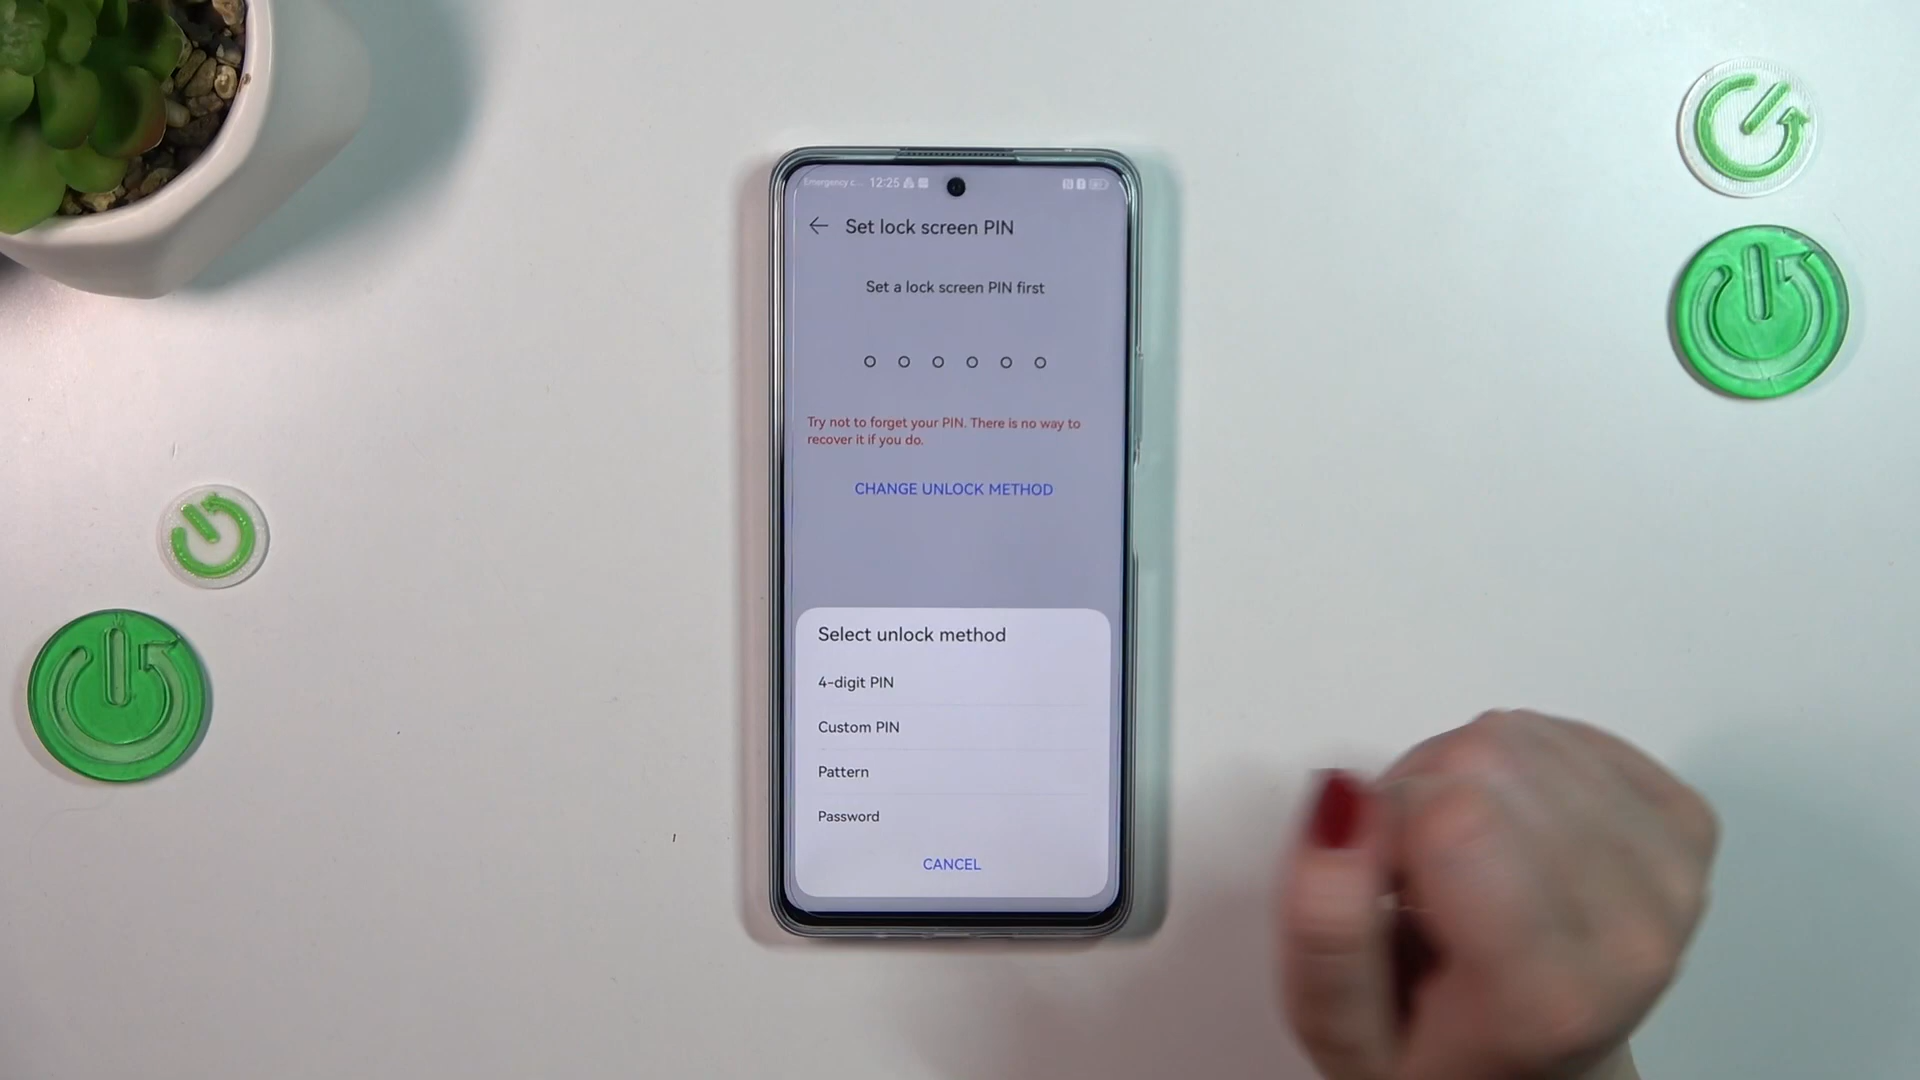 Emergency c... 12:25
Set lock screen PIN
Set a lock screen PIN first
Try not to forget your PIN. There is no way to
recover it if you do.
CHANGE UNLOCK METHOD
Select unlock method
4-digit PIN
Custom PIN
Pattern
Password
CANCEL